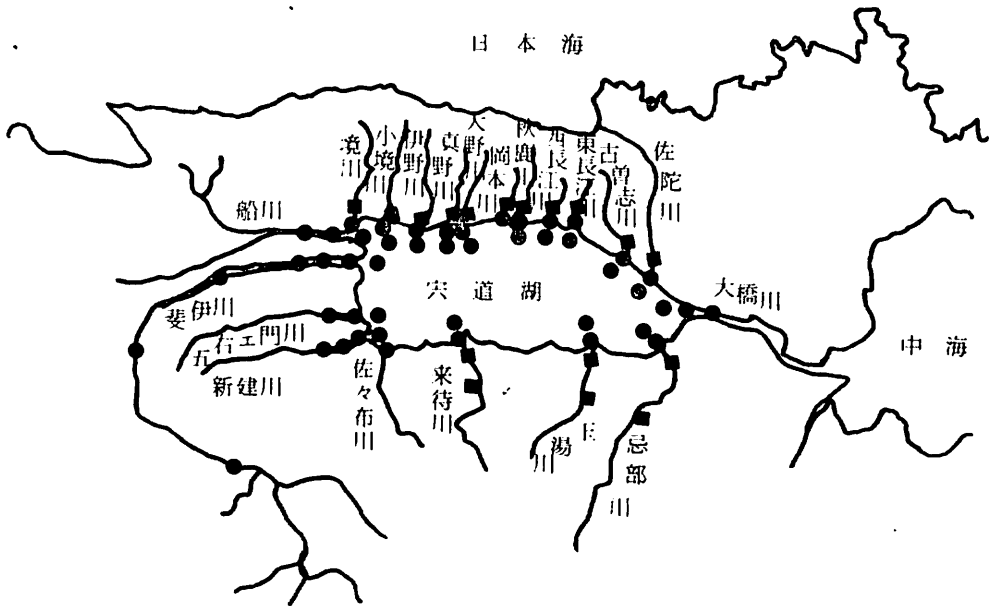 日本海
境川
小境川
伊野川
真野川
大野川
岡本川
秋鹿川
西長江川
東長江川
古曽志川
佐陀川
船川
斐伊川
宍道湖
大橋川
中海
五右エ門川
新建川
佐々布川
来待川
玉湯川
忌部川